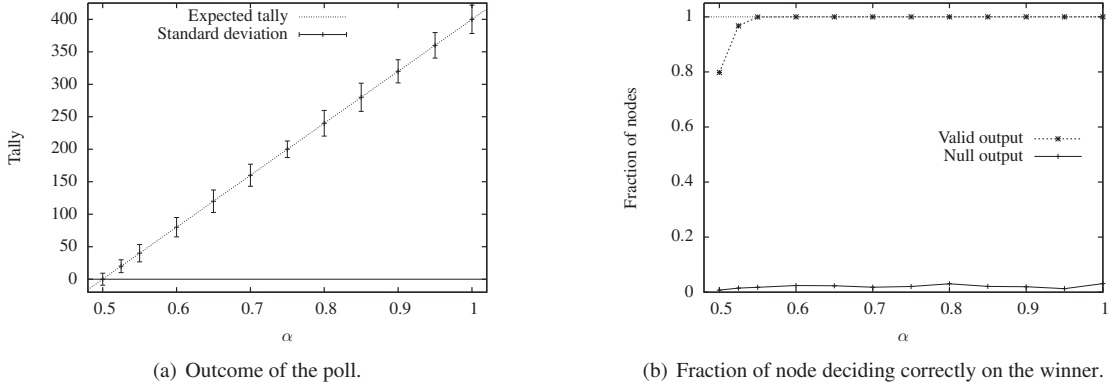 Tally
400
350
300
250
200
150
100
50
0
Expected tally
Standard deviation
0.5 0.6 0.7 0.8 0.9 1
α
(a) Outcome of the poll.
Fraction of nodes
1
0.8
0.6
0.4
0.2
0
Valid output
Null output
0.5 0.6 0.7 0.8 0.9 1
α
(b) Fraction of node deciding correctly on the winner.